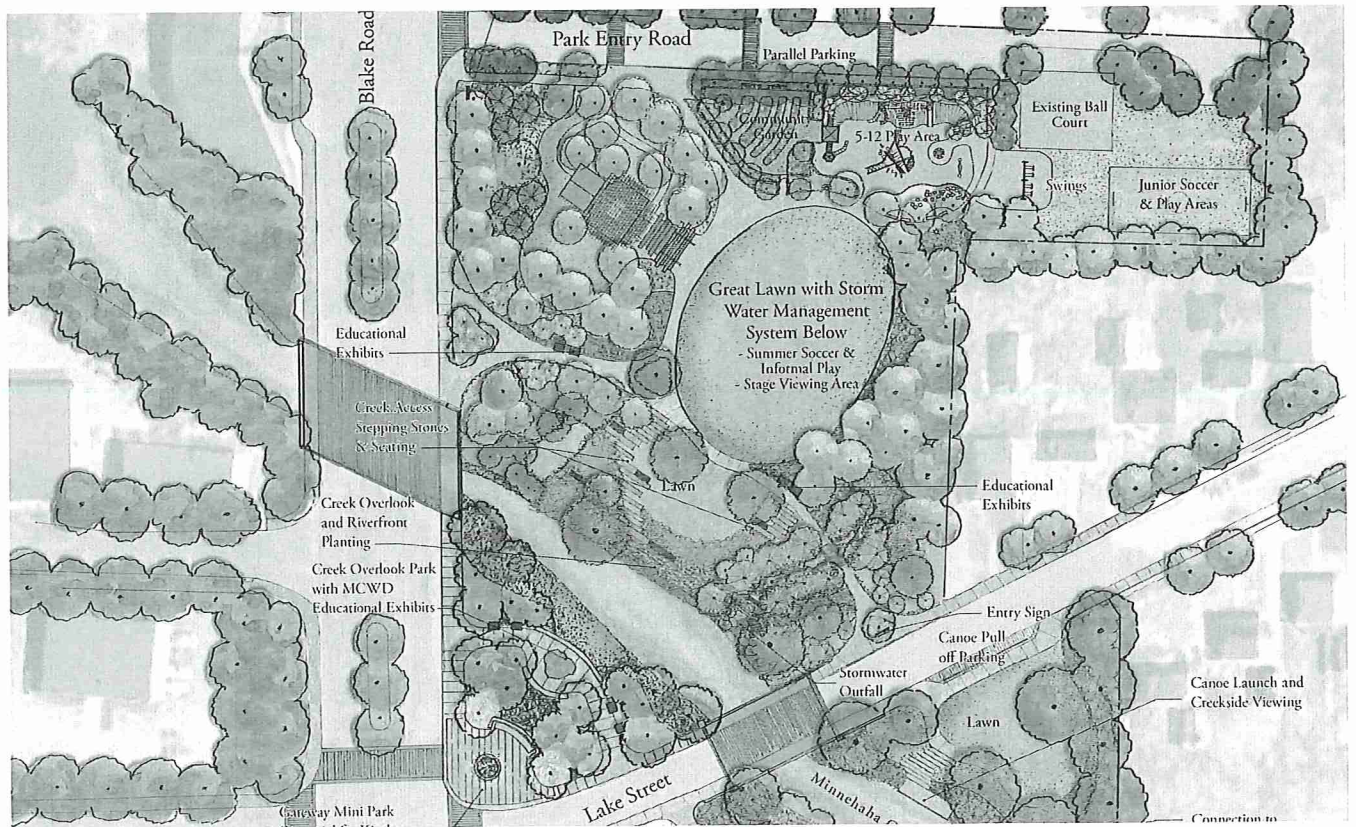 Park Entry Road
Parallel Parking
Blake Road
Community
Garden
5-12 Play Area
Existing Ball
Court
Swings
Junior Soccer
& Play Areas
Great Lawn with Storm
Water Management
System Below
- Summer Soccer &
Informal Play
- Stage Viewing Area
Educational
Exhibits
Creek Access
Stepping Stones
& Seating
Lawn
Educational
Exhibits
Creek Overlook
and Riverfront
Planting
Creek Overlook Park
with MCWD
Educational Exhibits
Entry Sign
Canoe Pull
off Parking
Stormwater
Outfall
Canoe Launch and
Creekside Viewing
Lawn
Lake Street
Minnehaha
Gateway Mini Park
Connection to